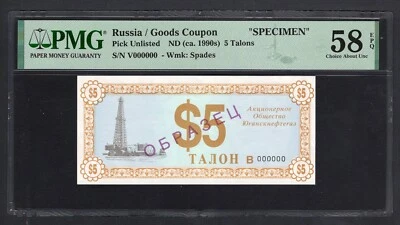 PMG
PAPER MONEY GUARANTY
Russia / Goods Coupon "SPECIMEN"
Pick Unlisted ND (ca. 1990s) 5 Talons
S/N V000000 - Wmk: Spades
58 EPQ
Choice About Unc
$5 $5
$5
Акционерное
Общество
Юганскнефтегаз
ОБРАЗЕЦ
ТАЛОН В 000000
$5 $5